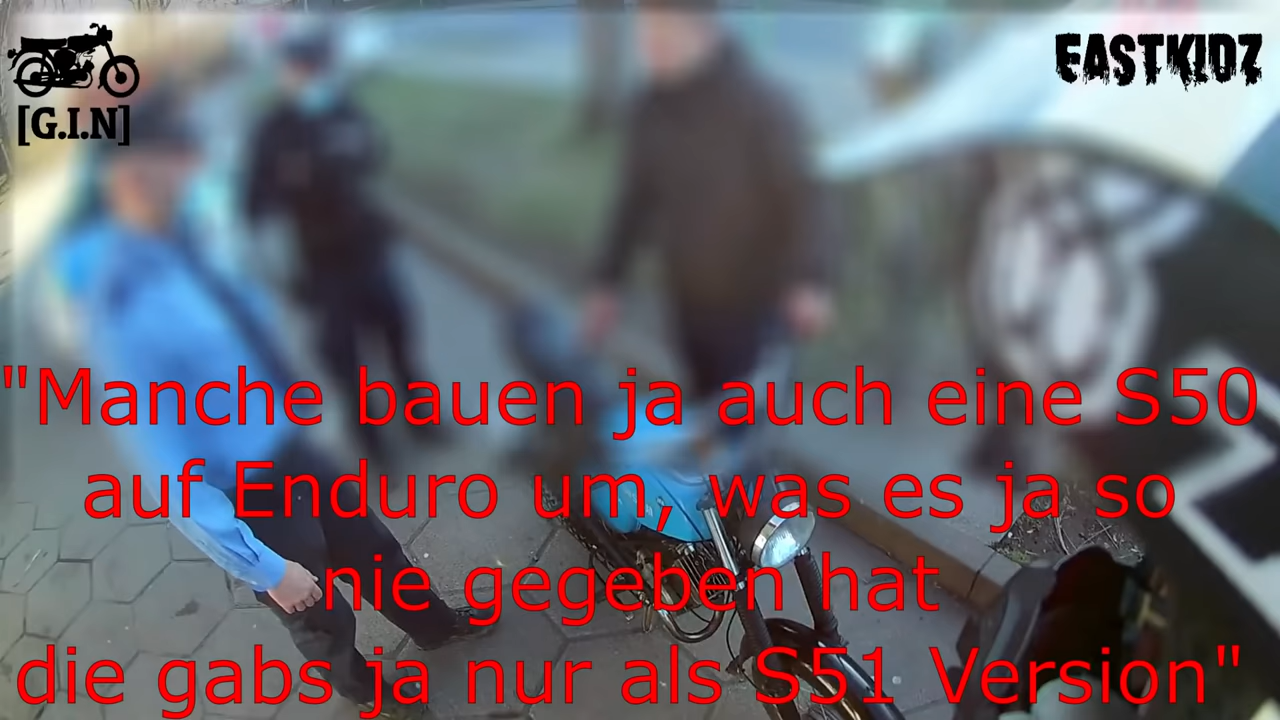 [G.I.N]
EASTKIDZ
"Manche bauen ja auch eine S50
auf Enduro um, was es ja so
nie gegeben hat
die gabs ja nur als S51 Version"